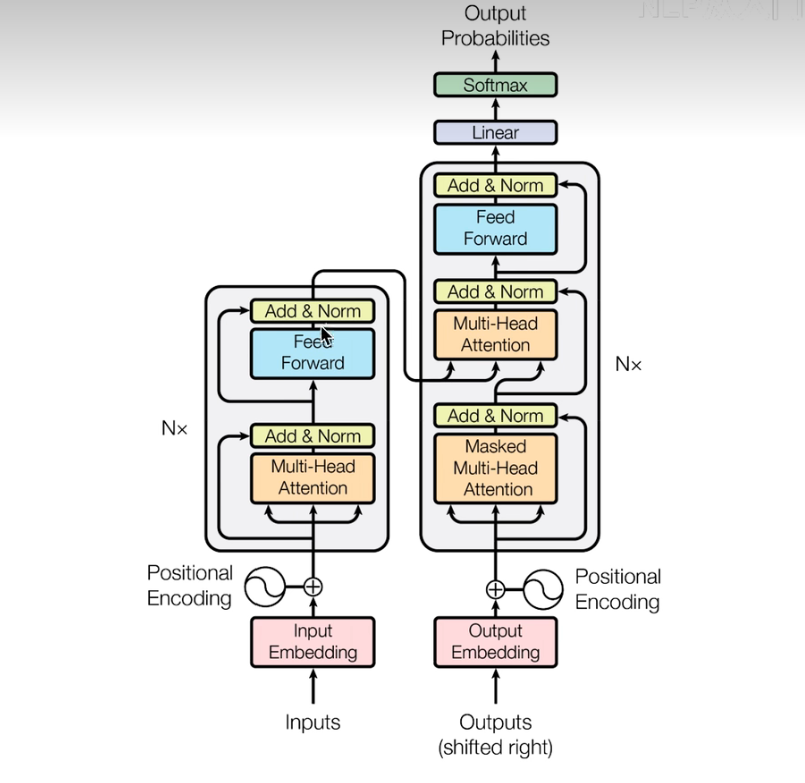 Output
Probabilities
Softmax
Linear
Add & Norm
Feed
Forward
Add & Norm
Multi-Head
Attention
Nx
Add & Norm
Masked
Multi-Head
Attention
Add & Norm
Feed
Forward
Nx
Add & Norm
Multi-Head
Attention
Positional
Encoding
Positional
Encoding
Input
Embedding
Output
Embedding
Inputs
Outputs
(shifted right)